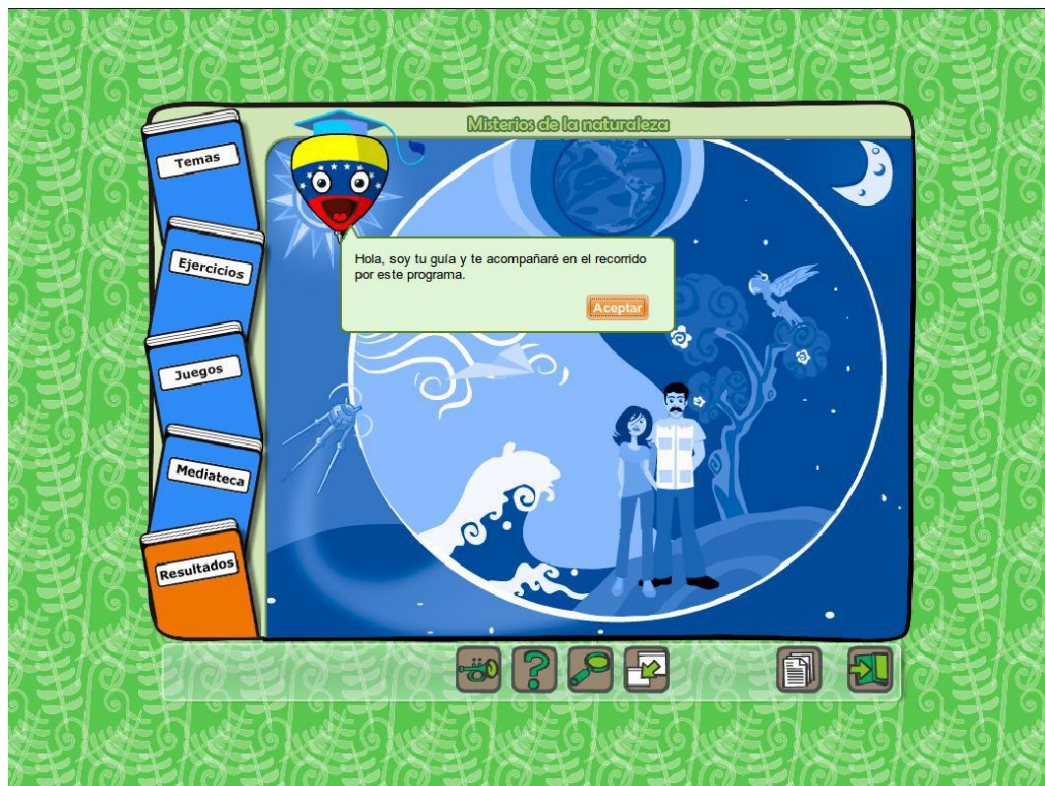 Misterios de la naturaleza
Temas
Ejercicios
Juegos
Mediateca
Resultados
Hola, soy tu guía y te acompañaré en el recorrido
por este programa.
Aceptar